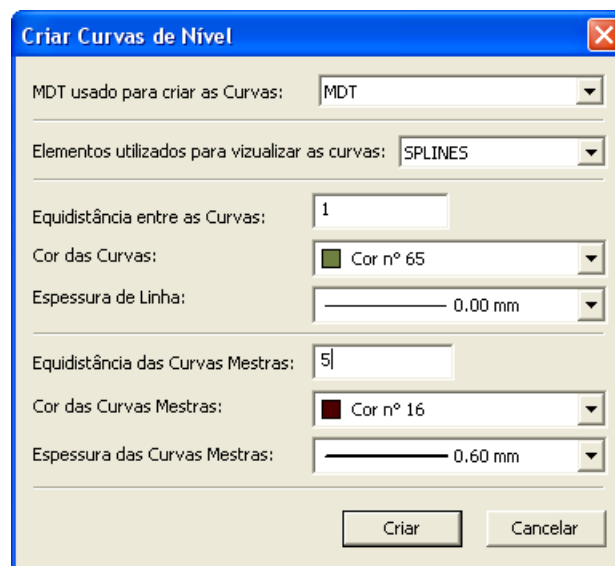 Criar Curvas de Nível
MDT usado para criar as Curvas: MDT
Elementos utilizados para vizualizar as curvas: SPLINES
Equidistância entre as Curvas: 1
Cor das Curvas: Cor nº 65
Espessura de Linha: 0.00 mm
Equidistância das Curvas Mestras: 5
Cor das Curvas Mestras: Cor nº 16
Espessura das Curvas Mestras: 0.60 mm
Criar Cancelar